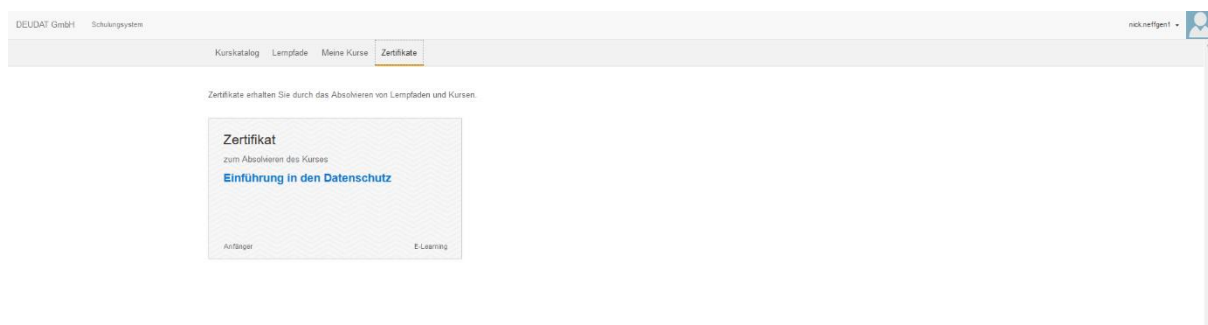 DEUDAT GmbH Schulungssystem nick.neffgen1
Kurskatalog Lernpfade Meine Kurse Zertifikate
Zertifikate erhalten Sie durch das Absolvieren von Lernpfaden und Kursen.
Zertifikat
zum Absolvieren des Kurses
Einführung in den Datenschutz
Anfänger E-Learning